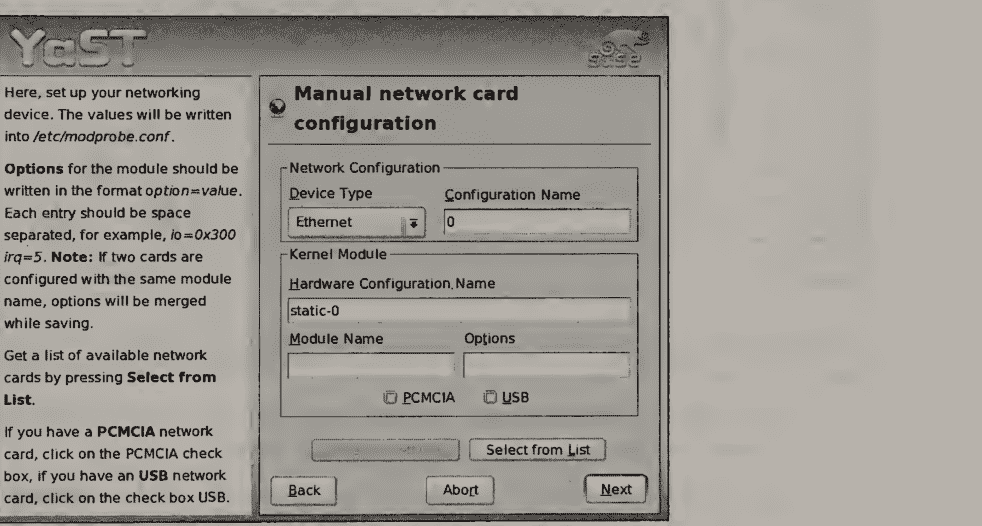 YaST
SUSE
Here, set up your networking
device. The values will be written
into /etc/modprobe.conf.
Options for the module should be
written in the format option=value.
Each entry should be space
separated, for example, io=0x300
irq=5. Note: If two cards are
configured with the same module
name, options will be merged
while saving.
Get a list of available network
cards by pressing Select from
List.
If you have a PCMCIA network
card, click on the PCMCIA check
box, if you have an USB network
card, click on the check box USB.
Manual network card
configuration
Network Configuration
Device Type
Configuration Name
Ethernet
0
Kernel Module
Hardware Configuration Name
static-0
Module Name
Options
PCMCIA
USB
Select from List
Back
Abort
Next